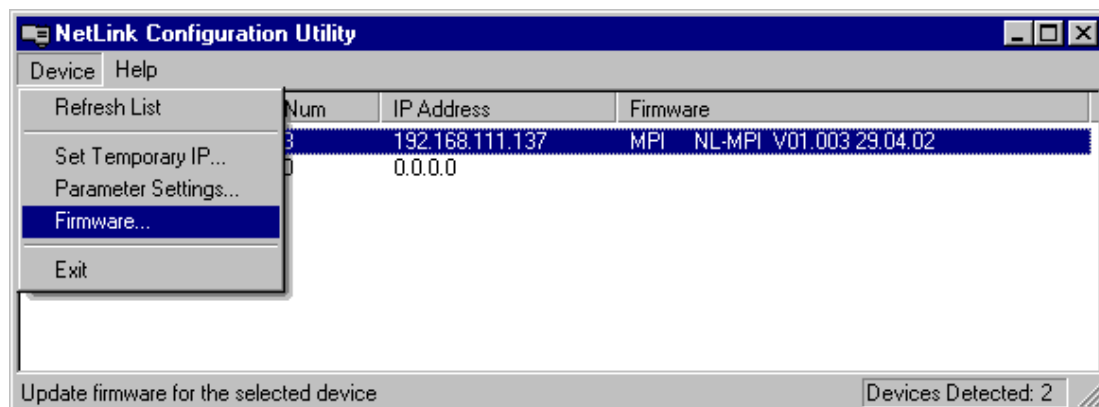 NetLink Configuration Utility
Device Help
Refresh List
Num IP Address Firmware
3 192.168.111.137 MPI NL-MPI V01.003 29.04.02
Set Temporary IP...
0.0.0.0
Parameter Settings...
Firmware...
Exit
Update firmware for the selected device Devices Detected: 2